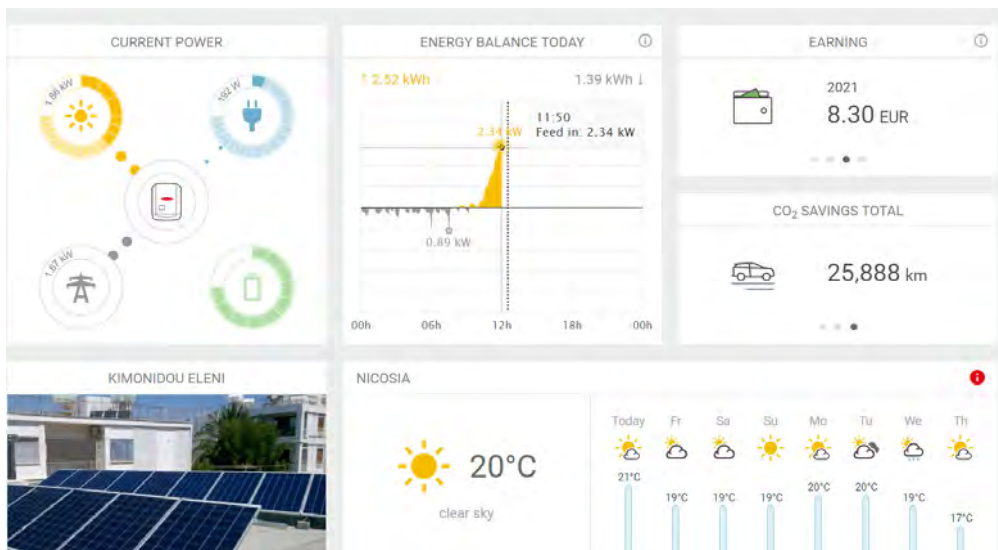 CURRENT POWER
1.86 kW
192 W
1.67 kW
ENERGY BALANCE TODAY
↑ 2.52 kWh
1.39 kWh ↓
11:50
2.34 kW
Feed in: 2.34 kW
0.89 kW
00h 06h 12h 18h 00h
EARNING
2021
8.30 EUR
CO₂ SAVINGS TOTAL
25,888 km
KIMONIDOU ELENI
NICOSIA
20°C
clear sky
Today Fr Sa Su Mo Tu We Th
21°C 19°C 19°C 19°C 20°C 20°C 19°C 17°C